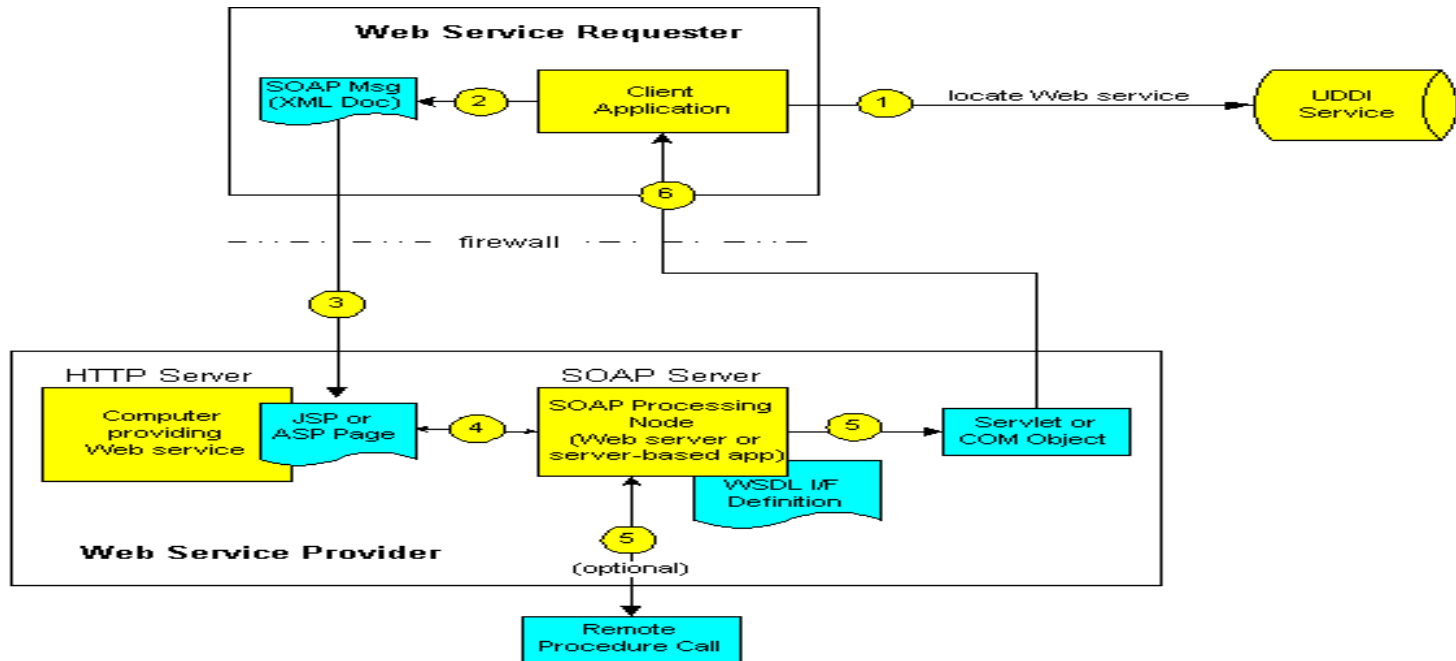 Web Service Requester
SOAP Msg
(XML Doc)
2
Client
Application
1
locate Web service
UDDI
Service
6
firewall
3
HTTP Server
SOAP Server
Computer
providing
Web service
JSP or
ASP Page
4
SOAP Processing
Node
(Web server or
server-based app)
5
Servlet or
COM Object
WSDL I/F
Definition
5
(optional)
Web Service Provider
Remote
Procedure Call